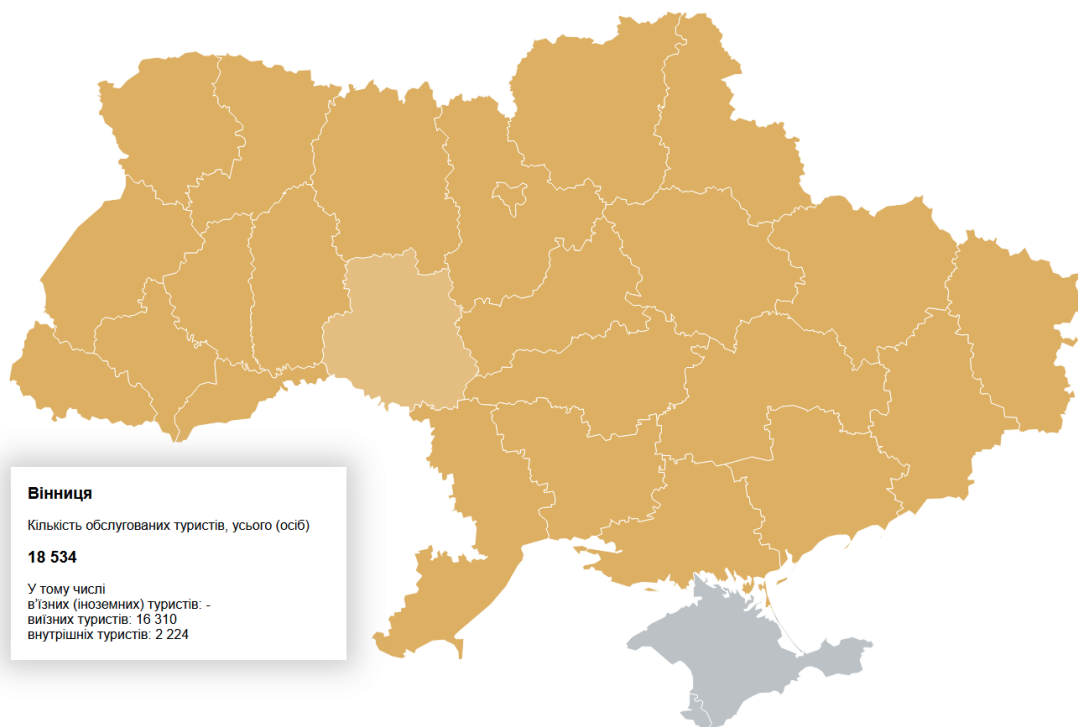 Вінниця
Кількість обслугованих туристів, усього (осіб)
18 534
У тому числі
в'їзних (іноземних) туристів: -
виїзних туристів: 16 310
внутрішніх туристів: 2 224